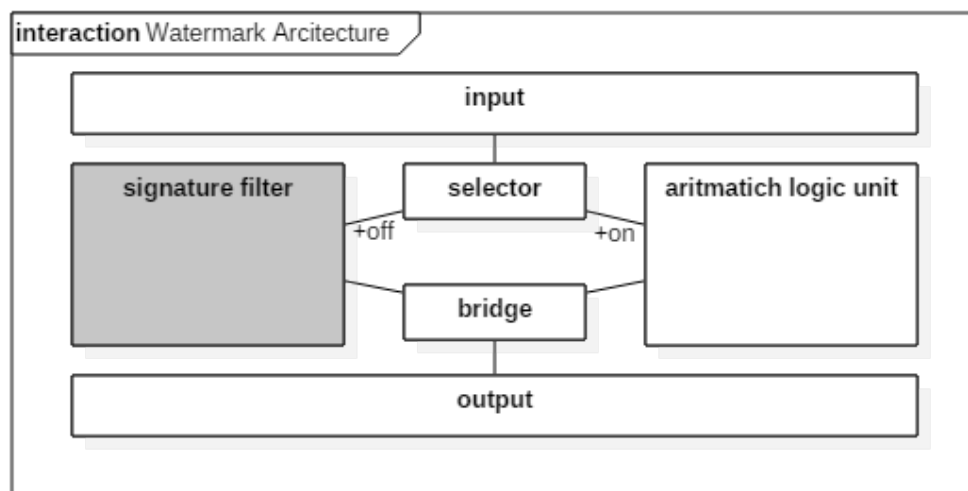 interaction Watermark Arcitecture
input
signature filter
selector
aritmatich logic unit
+off
+on
bridge
output